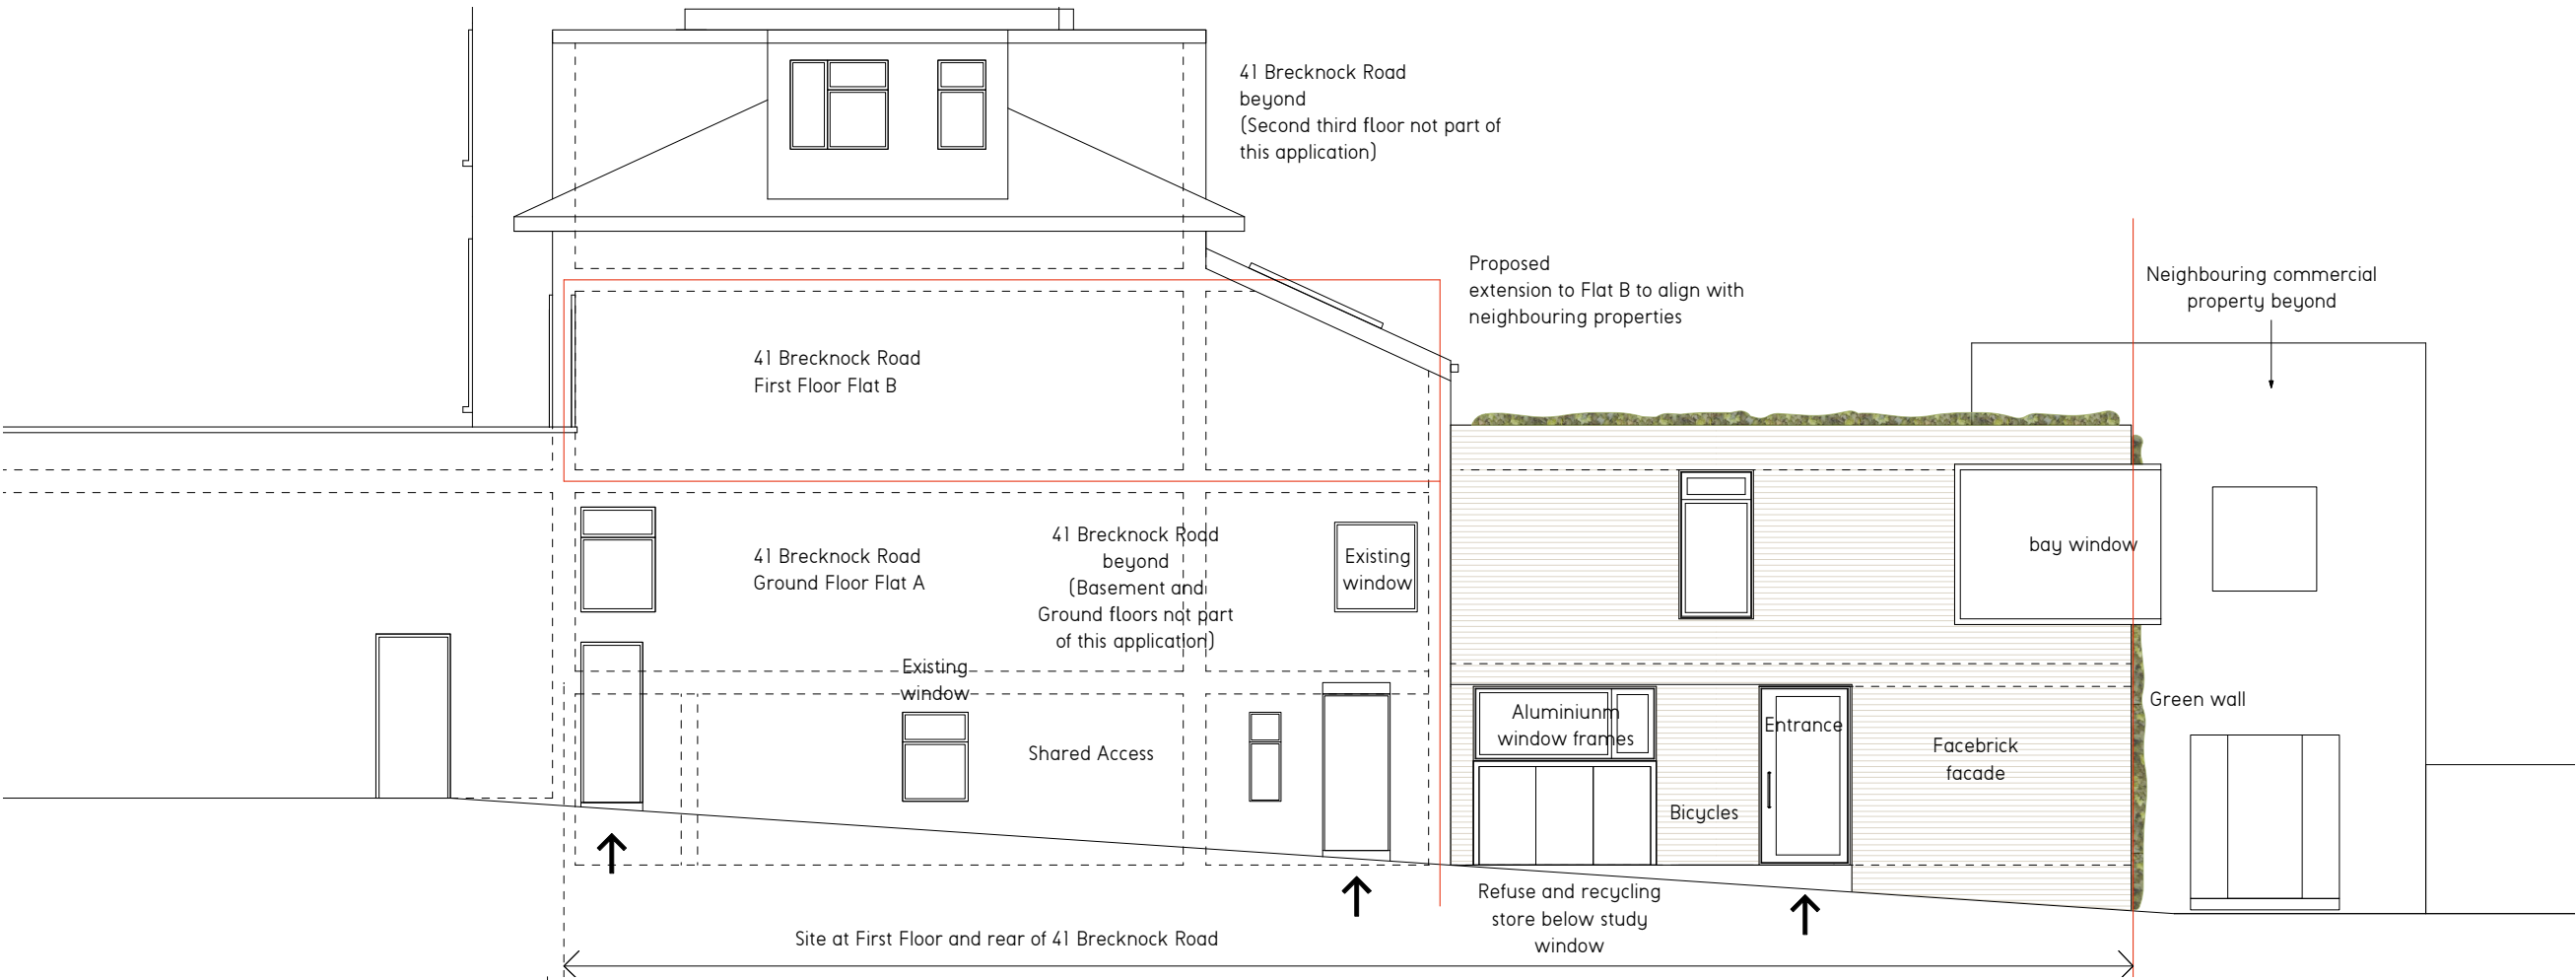 41 Brecknock Road
beyond
(Second third floor not part of
this application)
Proposed
extension to Flat B to align with
neighbouring properties
Neighbouring commercial
property beyond
41 Brecknock Road
First Floor Flat B
41 Brecknock Road
Ground Floor Flat A
41 Brecknock Road
beyond
(Basement and
Ground floors not part
of this application)
Existing
window
bay window
Existing
window
Shared Access
Aluminiunm
window frames
Entrance
Green wall
Facebrick
facade
Bicycles
Refuse and recycling
store below study
window
Site at First Floor and rear of 41 Brecknock Road